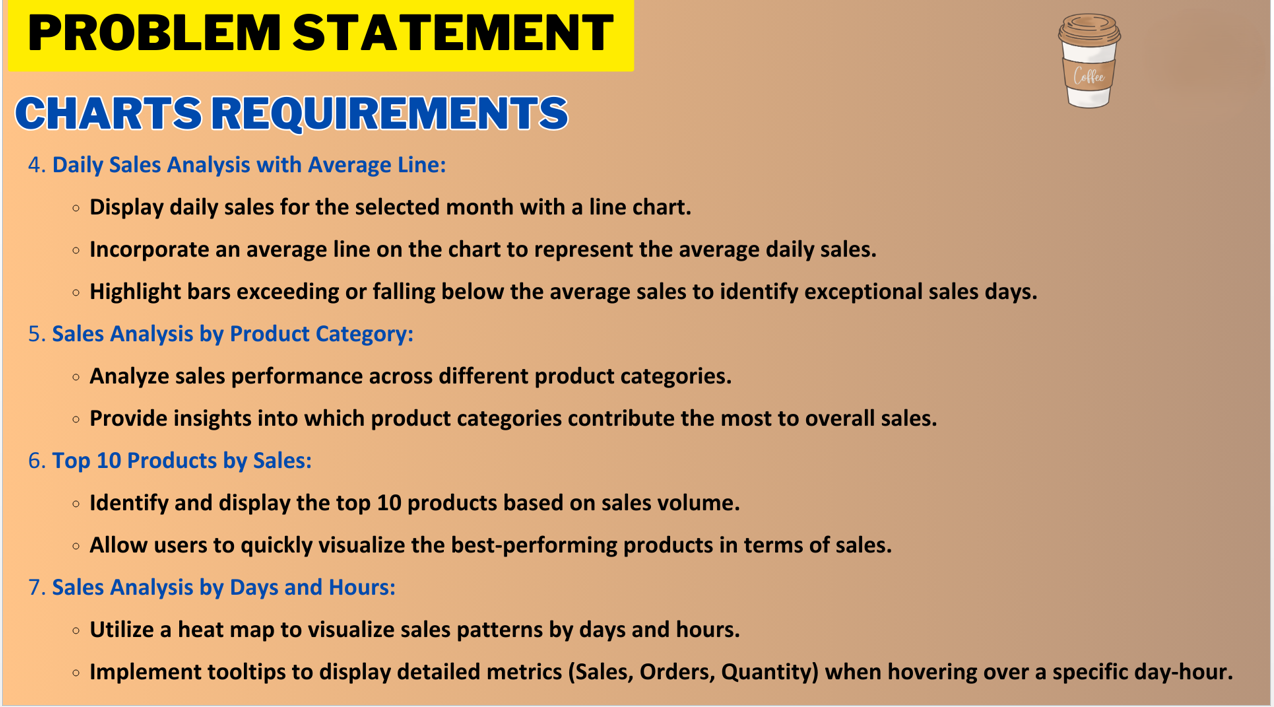 PROBLEM STATEMENT
Coffee
CHARTS REQUIREMENTS
4. Daily Sales Analysis with Average Line:
◦ Display daily sales for the selected month with a line chart.
◦ Incorporate an average line on the chart to represent the average daily sales.
◦ Highlight bars exceeding or falling below the average sales to identify exceptional sales days.
5. Sales Analysis by Product Category:
◦ Analyze sales performance across different product categories.
◦ Provide insights into which product categories contribute the most to overall sales.
6. Top 10 Products by Sales:
◦ Identify and display the top 10 products based on sales volume.
◦ Allow users to quickly visualize the best-performing products in terms of sales.
7. Sales Analysis by Days and Hours:
◦ Utilize a heat map to visualize sales patterns by days and hours.
◦ Implement tooltips to display detailed metrics (Sales, Orders, Quantity) when hovering over a specific day-hour.